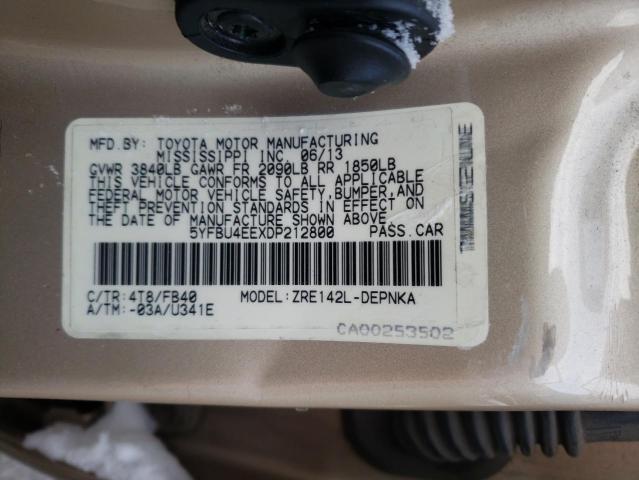 MFD.BY: TOYOTA MOTOR MANUFACTURING
MISSISSIPPI INC. 06/13
GVWR 3840LB GAWR FR 2090LB RR 1850LB
THIS VEHICLE CONFORMS TO ALL APPLICABLE
FEDERAL MOTOR VEHICLE SAFETY,BUMPER,AND
THEFT PREVENTION STANDARDS IN EFFECT ON
THE DATE OF MANUFACTURE SHOWN ABOVE.
5YFBU4EEXDP212800 PASS.CAR
C/TR:4T8/FB40 MODEL:ZRE142L-DEPNKA
A/TM:-03A/U341E
CA00253502